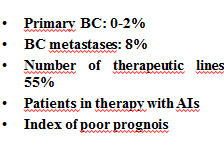 • Primary BC: 0-2%
• BC metastases: 8%
• Number of therapeutic lines
55%
• Patients in therapy with AIs
• Index of poor prognois